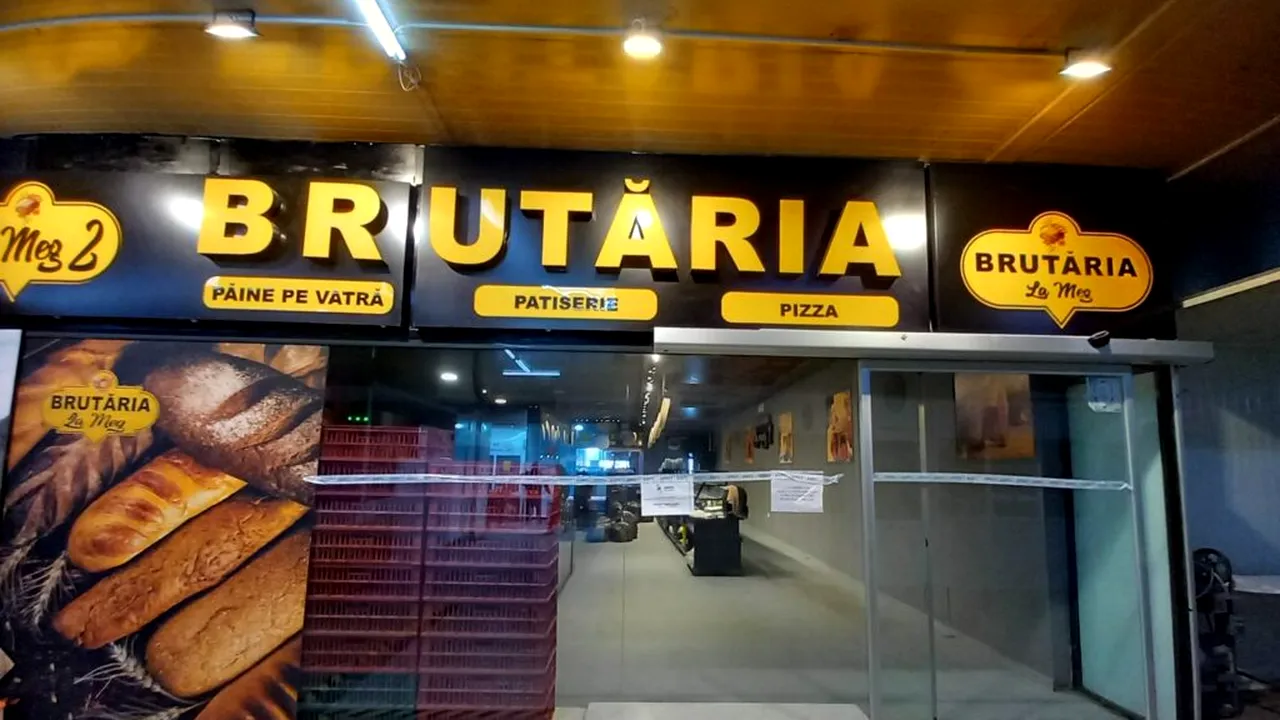 Meg 2
BRUTĂRIA
PÂINE PE VATRĂ
PATISERIE
PIZZA
BRUTĂRIA
La Meg
BRUTĂRIA
La Meg